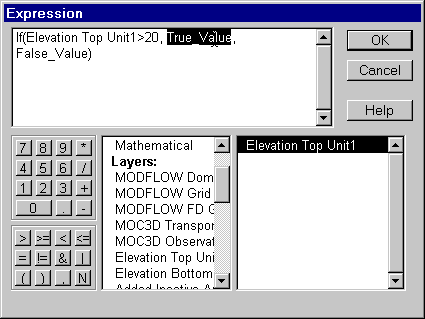 Expression
If(Elevation Top Unit1>20, True_Value,
False_Value)
OK
Cancel
Help
7 8 9 *
4 5 6 /
1 2 3 +
0 . -
> >= < <=
= != & |
( ) , N
Mathematical
Layers:
MODFLOW Dom
MODFLOW Grid
MODFLOW FD G
MOC3D Transpor
MOC3D Observat
Elevation Top Uni
Elevation Bottom
Elevation Top Unit1